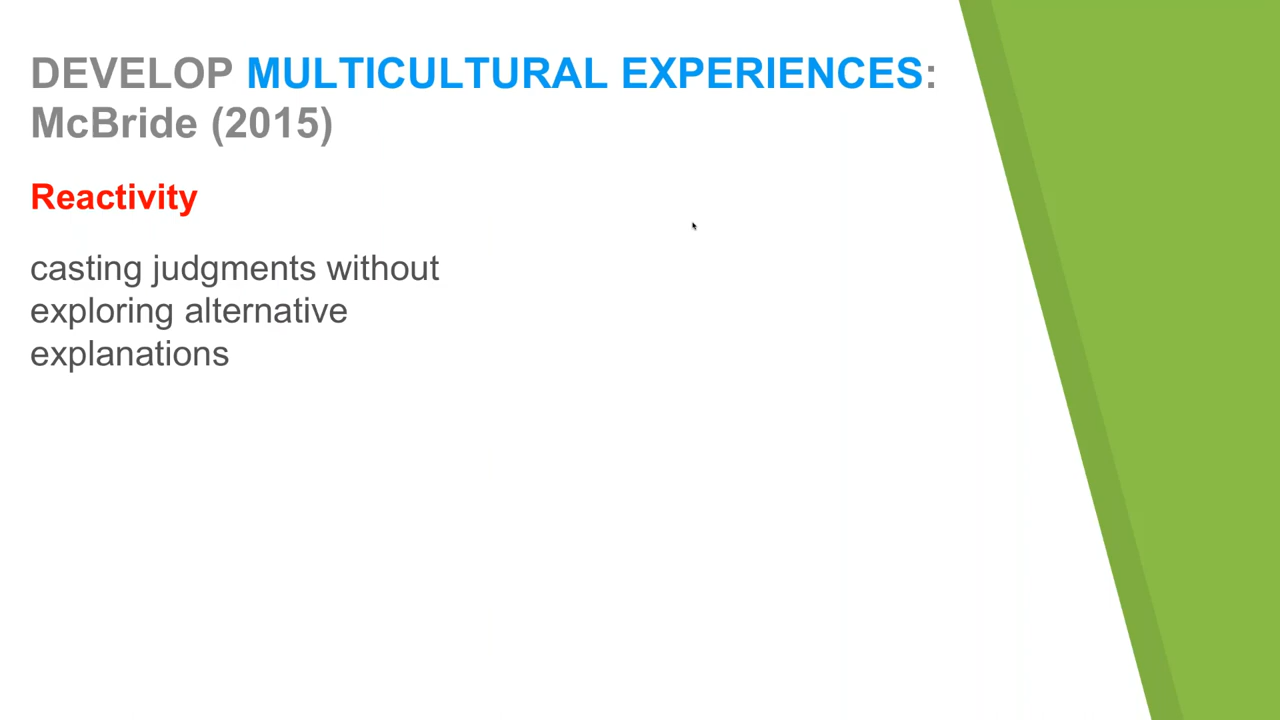 DEVELOP MULTICULTURAL EXPERIENCES:
McBride (2015)
Reactivity
casting judgments without
exploring alternative
explanations